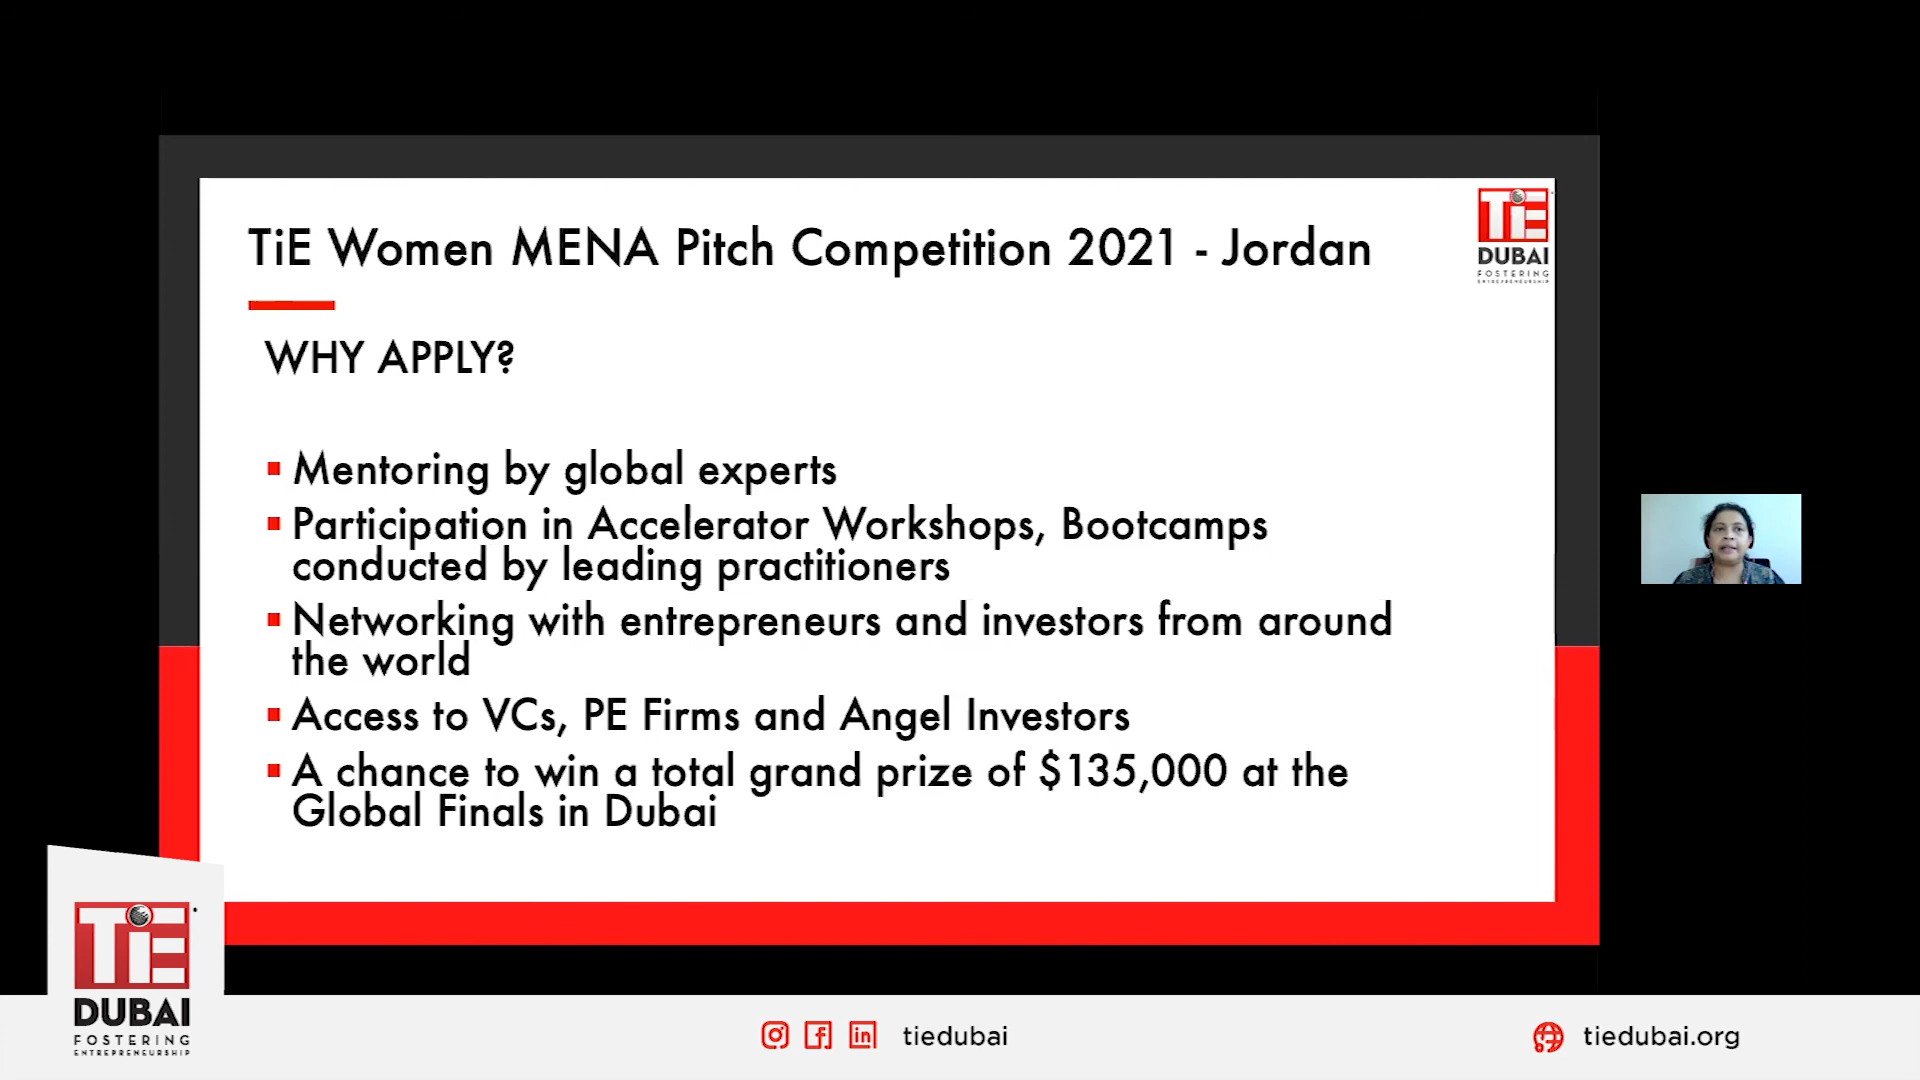 TiE Women MENA Pitch Competition 2021 - Jordan
TiE
DUBAI
FOSTERING
ENTREPRENEURSHIP
WHY APPLY?
Mentoring by global experts
Participation in Accelerator Workshops, Bootcamps
conducted by leading practitioners
Networking with entrepreneurs and investors from around
the world
Access to VCs, PE Firms and Angel Investors
A chance to win a total grand prize of $135,000 at the
Global Finals in Dubai
TiE
DUBAI
FOSTERING
ENTREPRENEURSHIP
tiedubai
tiedubai.org